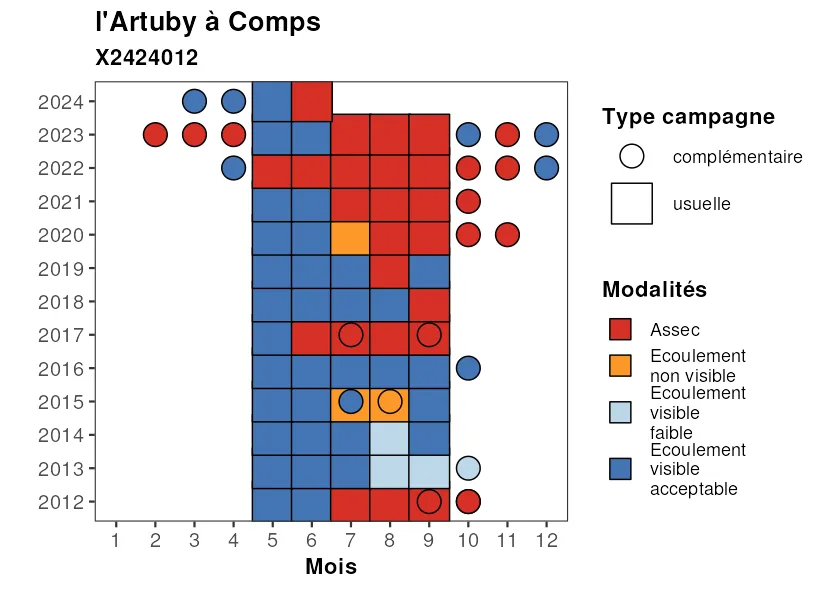 l'Artuby à Comps
X2424012
2024
2023
2022
2021
2020
2019
2018
2017
2016
2015
2014
2013
2012
1 2 3 4 5 6 7 8 9 10 11 12
Mois
Type campagne
complémentaire
usuelle
Modalités
Assec
Ecoulement
non visible
Ecoulement
visible
faible
Ecoulement
visible
acceptable